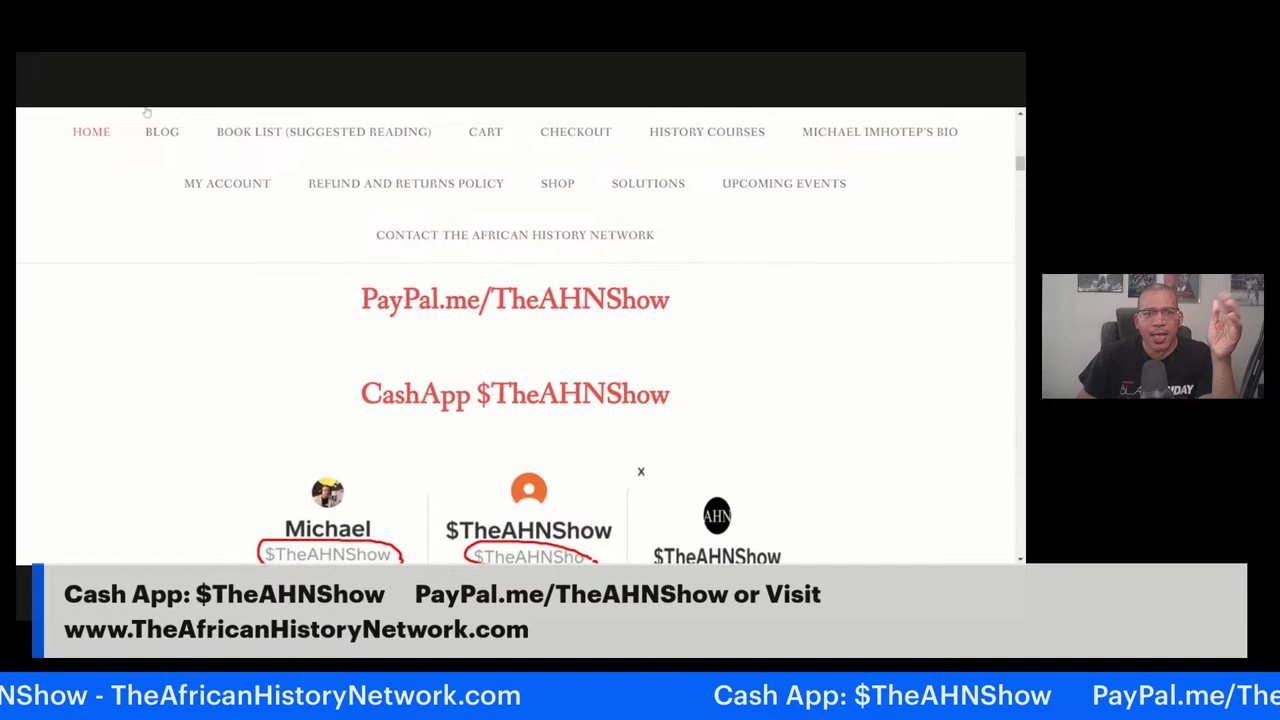 HOME BLOG BOOK LIST (SUGGESTED READING) CART CHECKOUT HISTORY COURSES MICHAEL IMHOTEP'S BIO
MY ACCOUNT REFUND AND RETURNS POLICY SHOP SOLUTIONS UPCOMING EVENTS
CONTACT THE AFRICAN HISTORY NETWORK
PayPal.me/TheAHNShow
CashApp $TheAHNShow
x
AHN
Michael $TheAHNShow $TheAHNShow
$TheAHNShow $TheAHNSho
Cash App: $TheAHNShow PayPal.me/TheAHNShow or Visit
www.TheAfricanHistoryNetwork.com
NShow - TheAfricanHistoryNetwork.com Cash App: $TheAHNShow PayPal.me/The